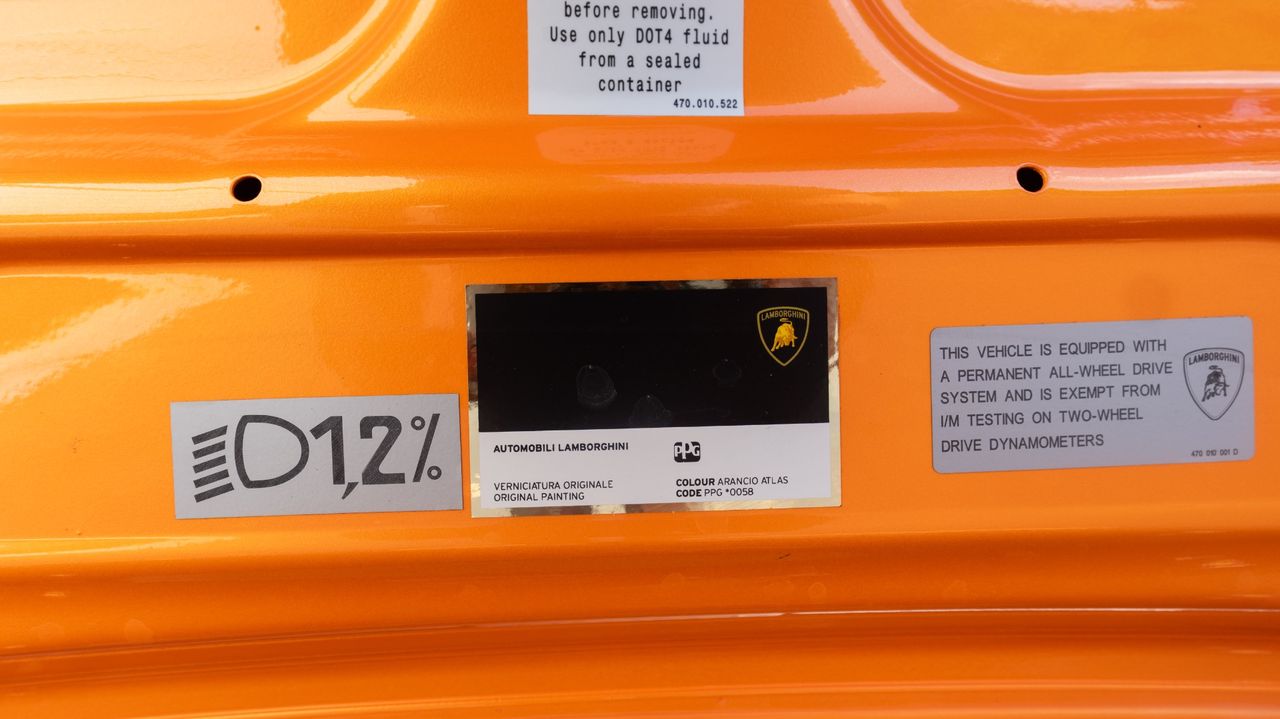 before removing.
Use only DOT4 fluid
from a sealed
container
470.010.522
LAMBORGHINI
AUTOMOBILI LAMBORGHINI
PPG
VERNICIATURA ORIGINALE
ORIGINAL PAINTING
COLOUR ARANCIO ATLAS
CODE PPG *0058
1,2%
THIS VEHICLE IS EQUIPPED WITH
A PERMANENT ALL-WHEEL DRIVE
SYSTEM AND IS EXEMPT FROM
I/M TESTING ON TWO-WHEEL
DRIVE DYNAMOMETERS
LAMBORGHINI
470 010 001 D